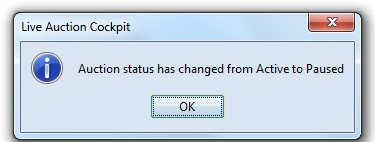 Live Auction Cockpit
Auction status has changed from Active to Paused
OK